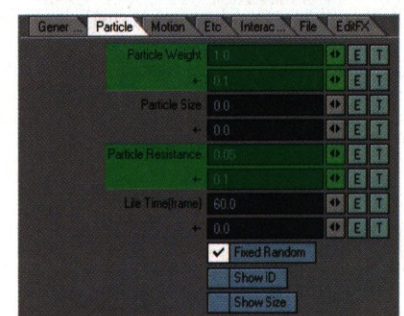 Gener ... Particle Motion Etc Interac ... File EditFX
Particle Weight 1.0 E T
+- 0.1 E T
Particle Size 0.0 E T
+- 0.0 E T
Particle Resistance 0.05 E T
+- 0.1 E T
Life Time(frame) 60.0 E T
+- 0.0 E T
Fixed Random
Show ID
Show Size